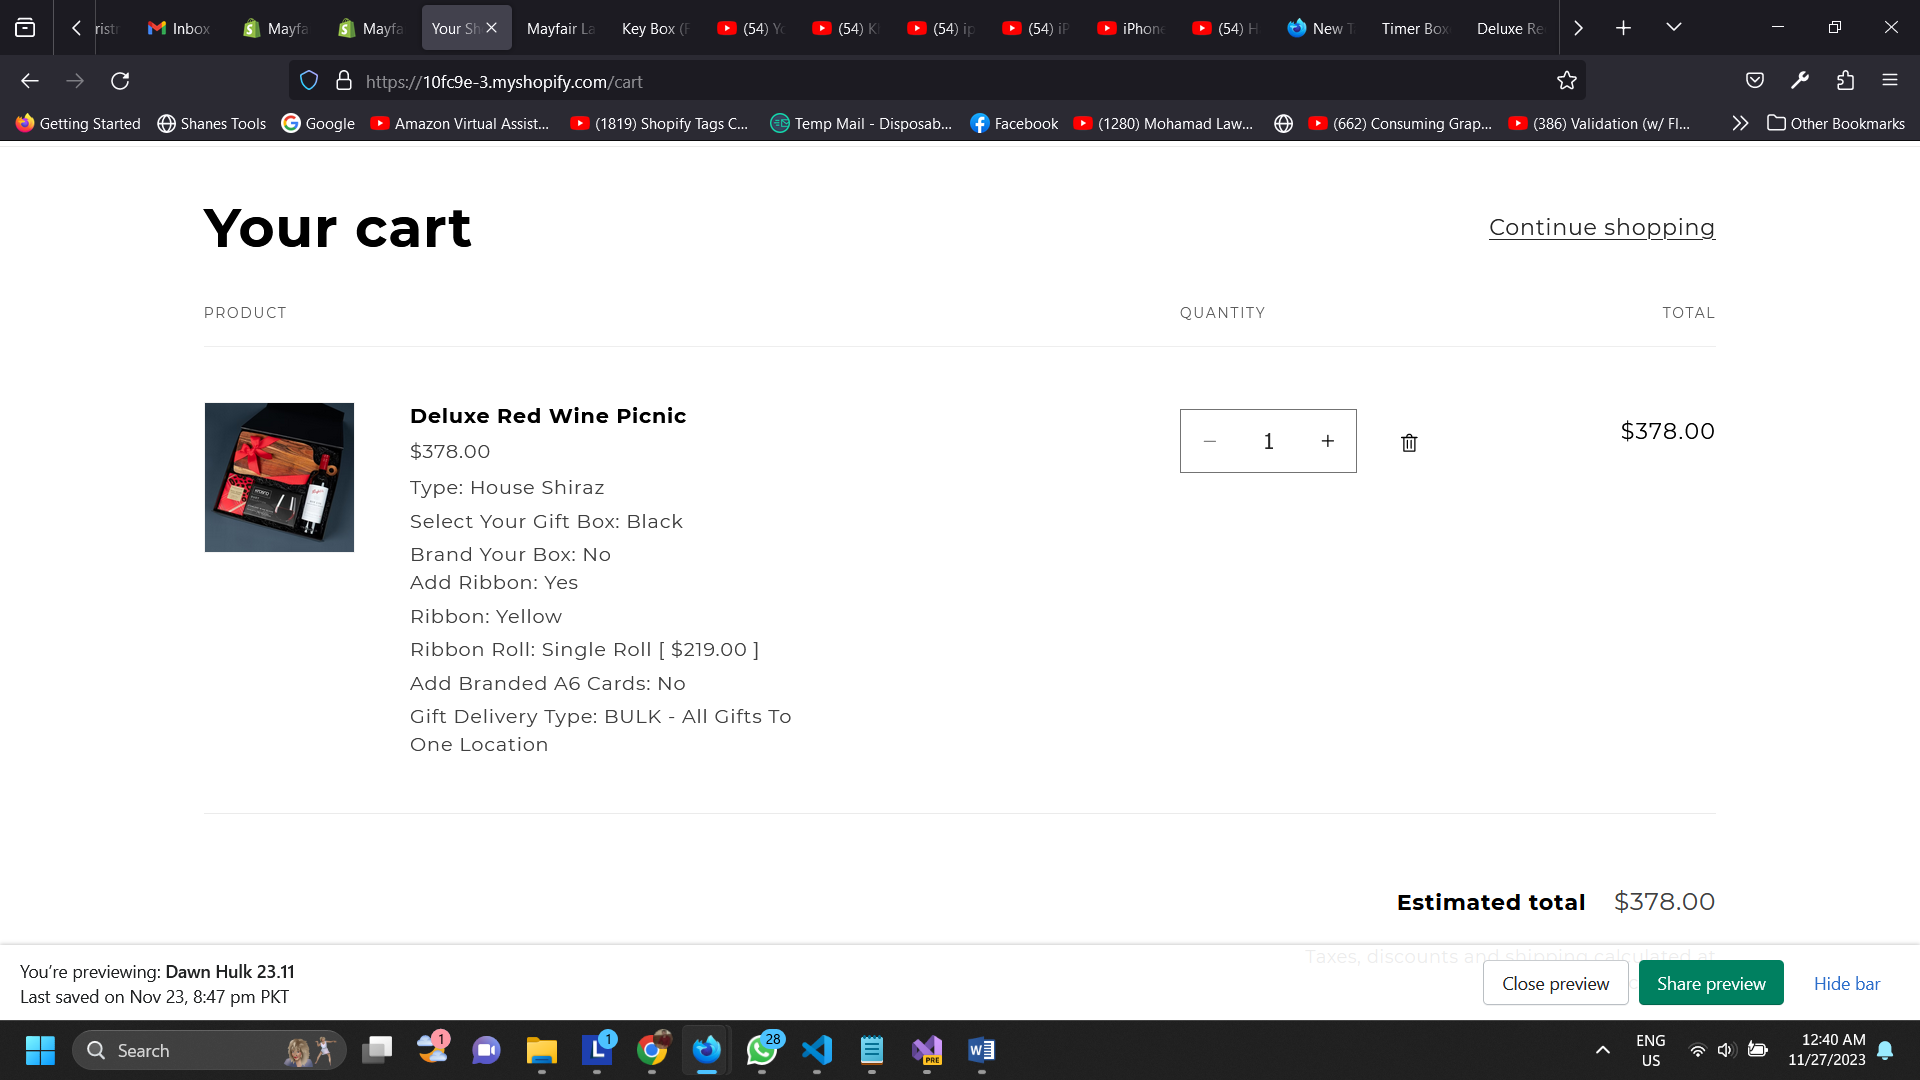 Inbox
Mayfa
Mayfa
Your Sh
Mayfair La
Key Box (F
(54) Yo
(54) Kl
(54) ip
(54) iP
iPhone
(54) H
New T
Timer Box
Deluxe Re
https://10fc9e-3.myshopify.com/cart
Getting Started
Shanes Tools
Google
Amazon Virtual Assist...
(1819) Shopify Tags C...
Temp Mail - Disposab...
Facebook
(1280) Mohamad Law...
(662) Consuming Grap...
(386) Validation (w/ Fl...
Other Bookmarks
Your cart
Continue shopping
PRODUCT
QUANTITY
TOTAL
Deluxe Red Wine Picnic
$378.00
Type: House Shiraz
Select Your Gift Box: Black
Brand Your Box: No
Add Ribbon: Yes
Ribbon: Yellow
Ribbon Roll: Single Roll [ $219.00 ]
Add Branded A6 Cards: No
Gift Delivery Type: BULK - All Gifts To
One Location
1
$378.00
Estimated total $378.00
Taxes, discounts and shipping calculated at
You're previewing: Dawn Hulk 23.11
Last saved on Nov 23, 8:47 pm PKT
Close preview
Share preview
Hide bar
Search
1
1
28
PRE
ENG
US
12:40 AM
11/27/2023